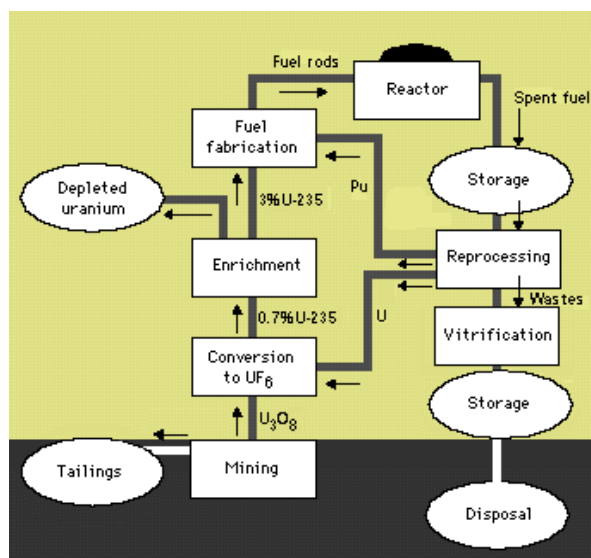 Fuel rods
Reactor
Spent fuel
Fuel
fabrication
Storage
Depleted
uranium
3%U-235
Pu
Enrichment
Reprocessing
0.7%U-235
U
Wastes
Conversion
to UF₆
Vitrification
U₃O₈
Storage
Tailings
Mining
Disposal